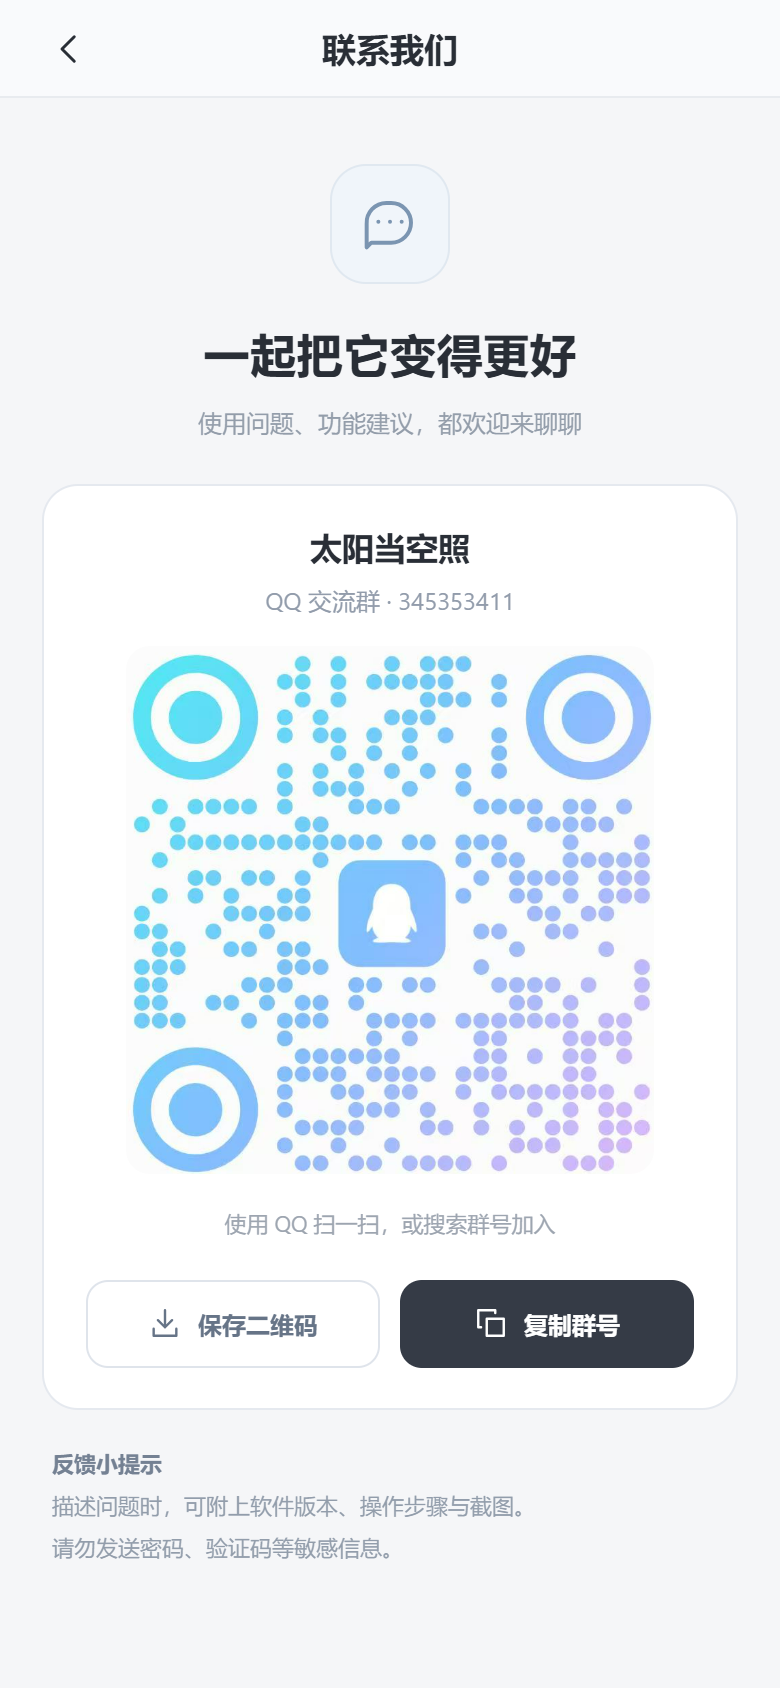 联系我们
一起把它变得更好
使用问题、功能建议，都欢迎来聊聊
太阳当空照
QQ 交流群 · 345353411
使用 QQ 扫一扫，或搜索群号加入
保存二维码
复制群号
反馈小提示
描述问题时，可附上软件版本、操作步骤与截图。
请勿发送密码、验证码等敏感信息。